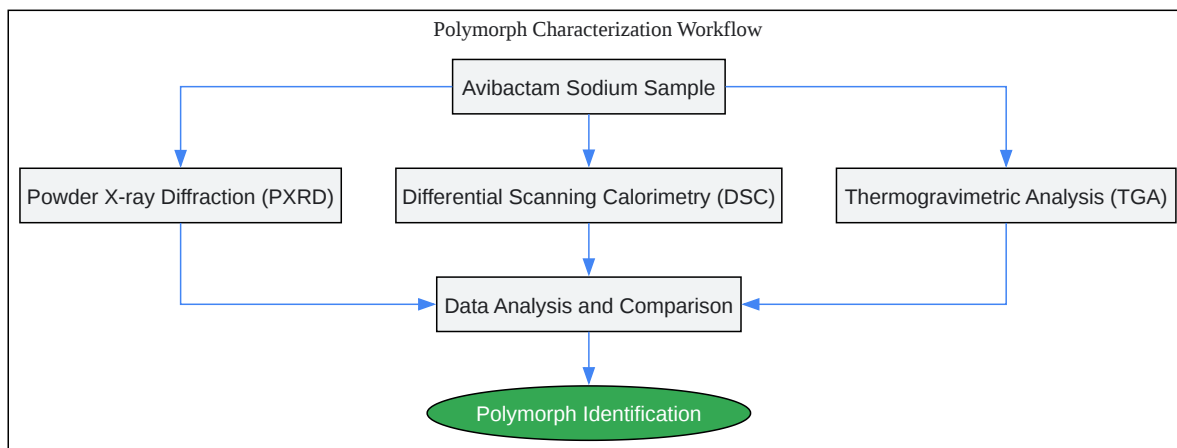 Polymorph Characterization Workflow
Avibactam Sodium Sample
Powder X-ray Diffraction (PXRD)
Differential Scanning Calorimetry (DSC)
Thermogravimetric Analysis (TGA)
Data Analysis and Comparison
Polymorph Identification